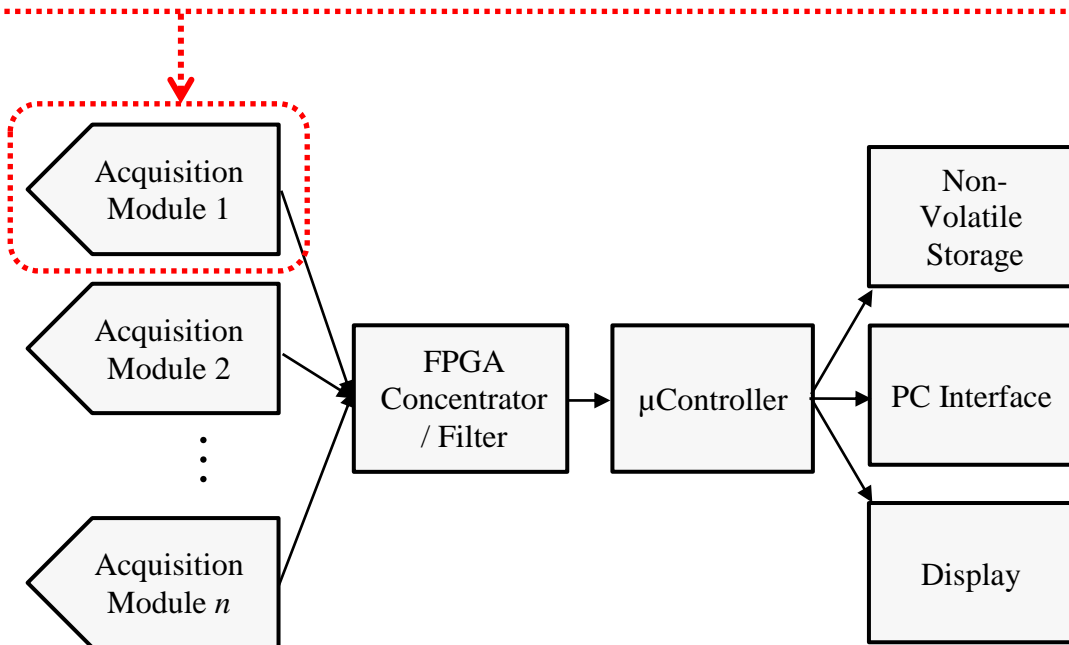 Acquisition
Module 1
Acquisition
Module 2
Acquisition
Module n
FPGA
Concentrator
/ Filter
µController
Non-
Volatile
Storage
PC Interface
Display